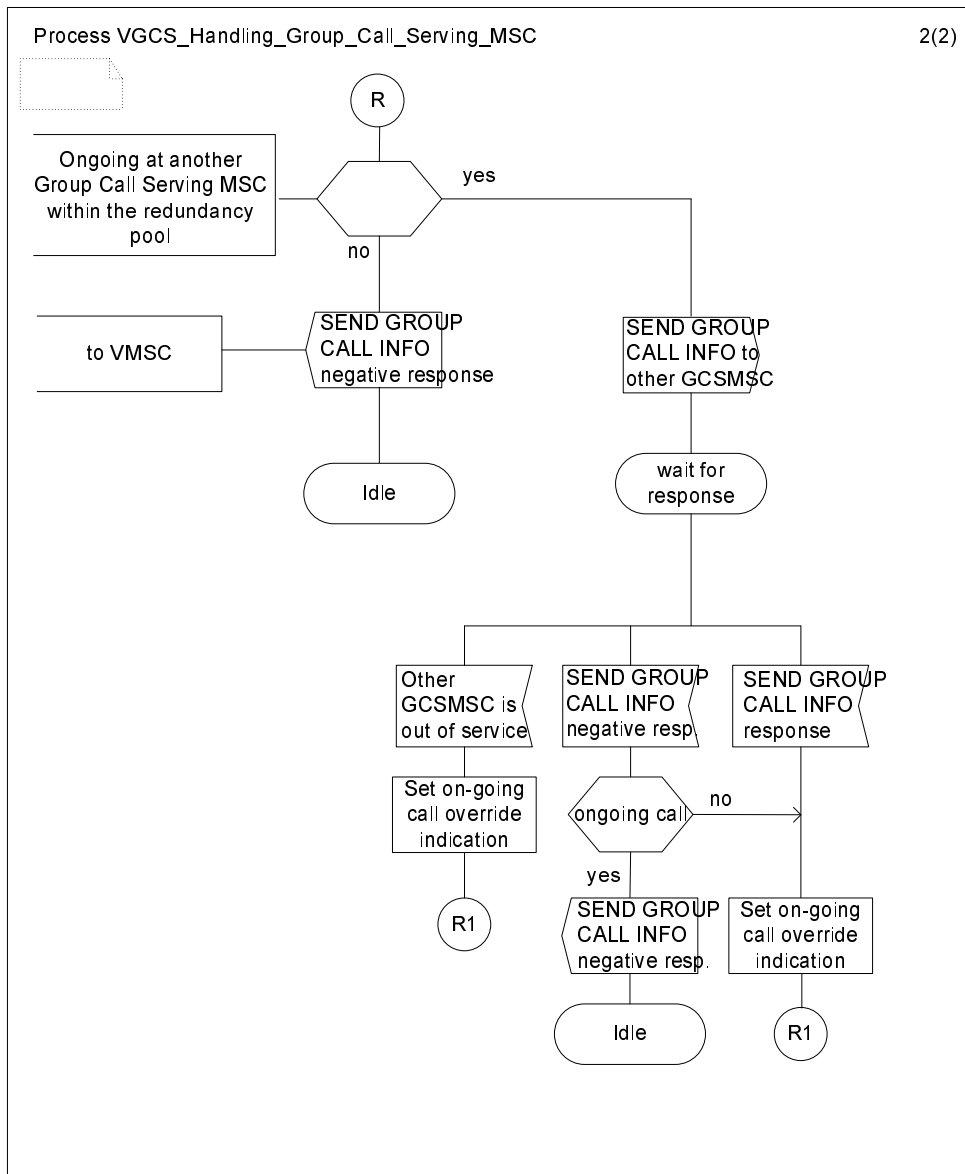 Process VGCS_Handling_Group_Call_Serving_MSC
2(2)
R
Ongoing at another
Group Call Serving MSC
within the redundancy
pool
yes
no
to VMSC
SEND GROUP
CALL INFO
negative response
SEND GROUP
CALL INFO to
other GCSMSC
Idle
wait for
response
Other
GCSMSC is
out of service
SEND GROUP
CALL INFO
negative resp.
SEND GROUP
CALL INFO
response
Set on-going
call override
indication
ongoing call
no
yes
R1
SEND GROUP
CALL INFO
negative resp.
Set on-going
call override
indication
Idle
R1